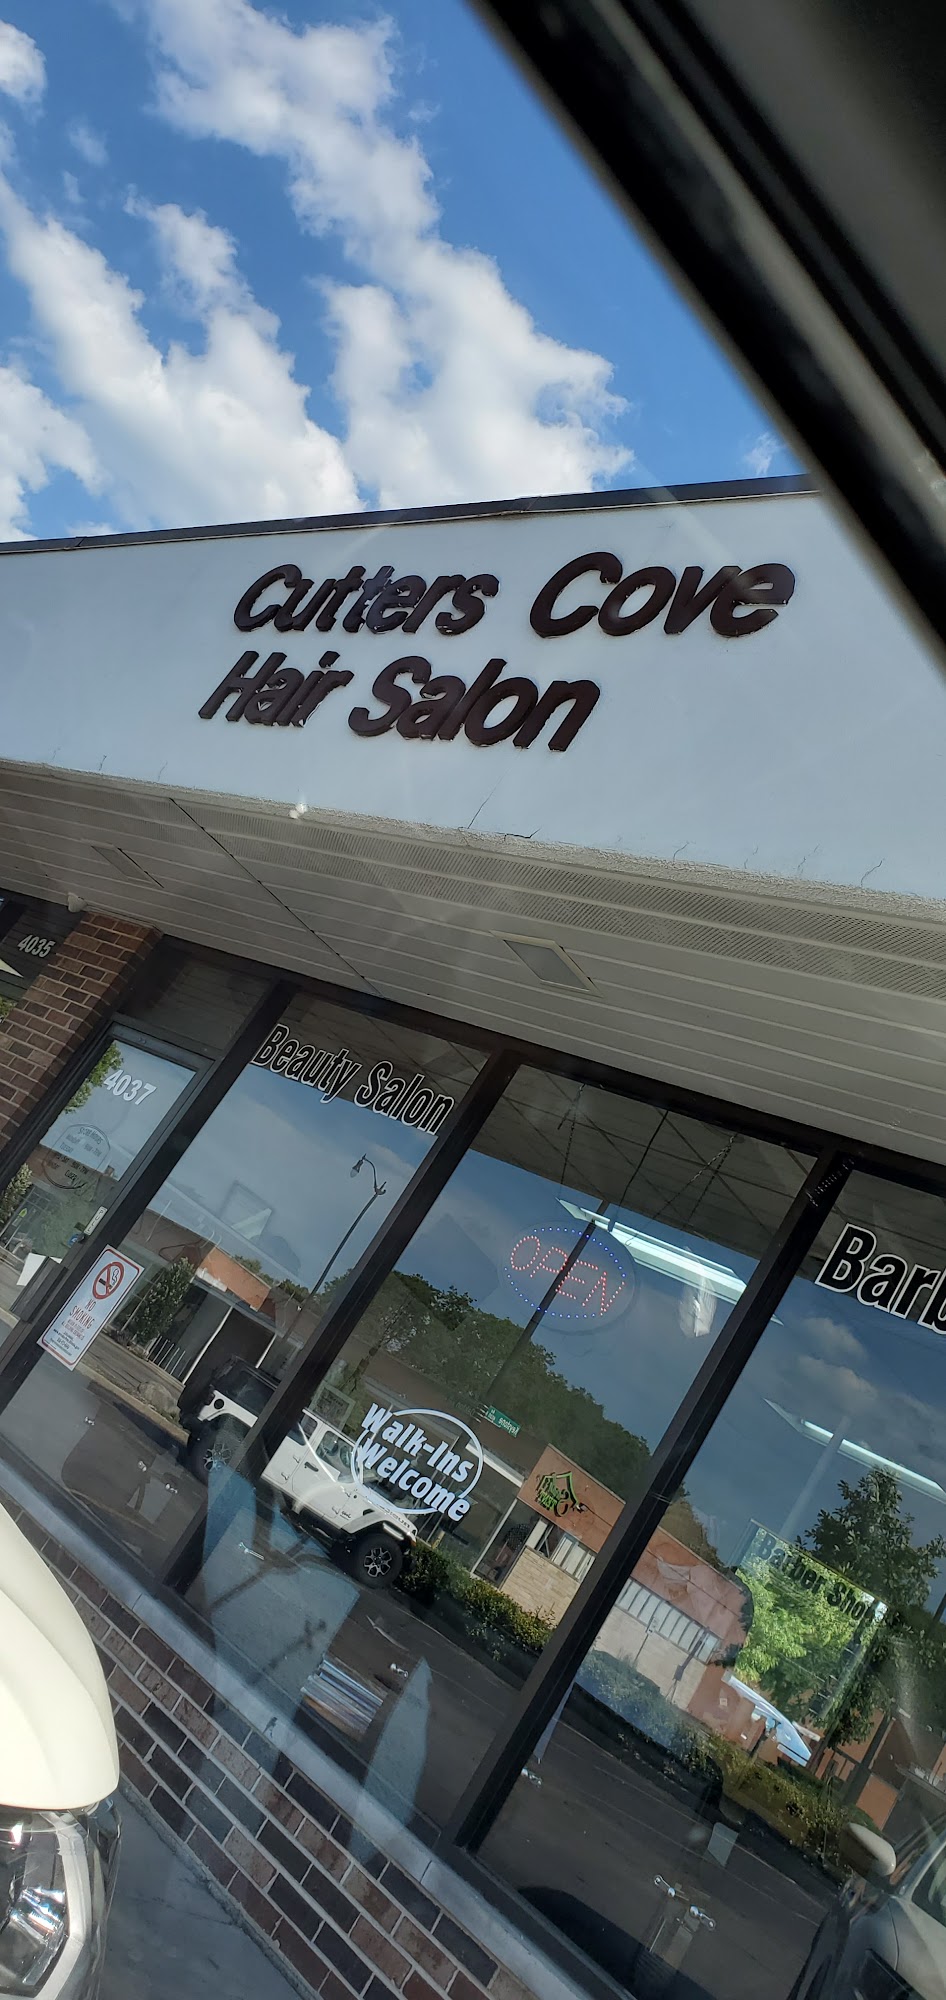 Cutters Cove
Hair Salon
4035
4037
Beauty Salon
OPEN
Barb
NO
SMOKING
Walk-Ins
Welcome
Barber Shop